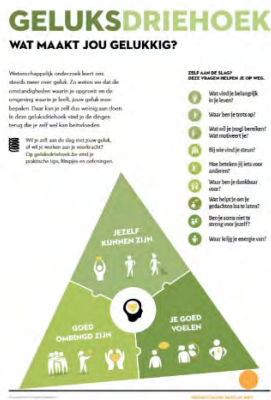 GELUKSDRIEHOEK
WAT MAAKT JOU GELUKKIG?
Wetenschappelijk onderzoek leert ons
steeds meer over geluk. Zo weten we dat de
omstandigheden waarin je opgroeit en de
omgeving waarin je leeft, jouw geluk mee
bepalen. Daar kun je zelf dus weinig aan doen.
In deze geluksdriehoek vind je de dingen
terug die je zelf wel kan beïnvloeden.
Wil je zelf aan de slag met jouw geluk,
of wil je werken aan je veerkracht?
Op geluksdriehoek.be vind je
praktische tips, filmpjes en oefeningen.
ZELF AAN DE SLAG?
DEZE VRAGEN HELPEN JE OP WEG.
Wat vind je belangrijk
in je leven?
Waar ben je trots op?
Wat wil je (nog) bereiken?
Wat motiveert je?
Bij wie vind je steun?
Hoe beteken jij iets voor
anderen?
Waar ben je dankbaar
voor?
Wat helpt je om je
gedachten los te laten?
Ben je soms niet te
streng voor jezelf?
Waar krijg je energie van?
JEZELF
KUNNEN ZIJN
GOED
OMRINGD ZIJN
JE GOED
VOELEN